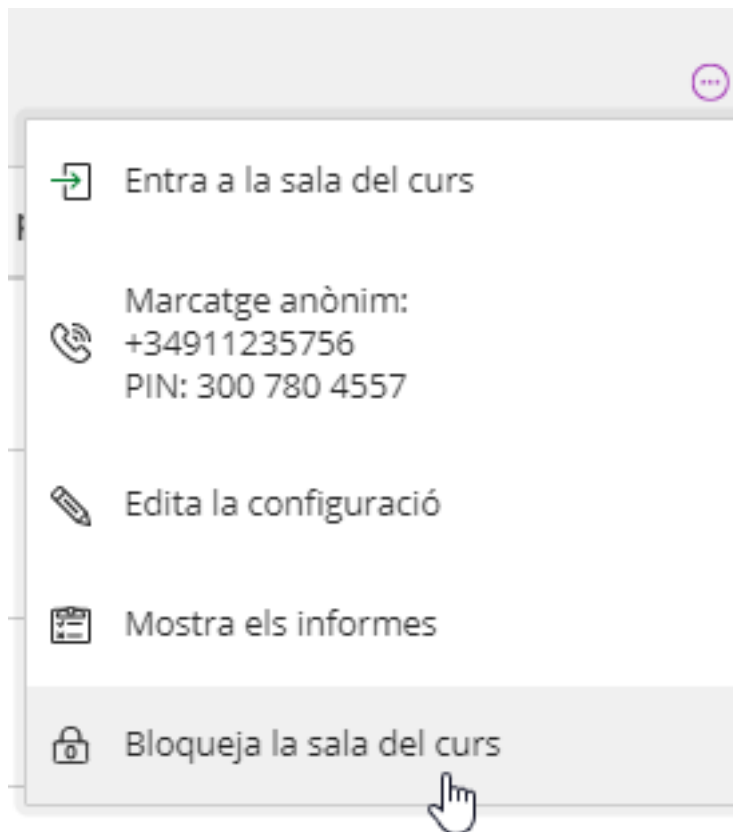 Entra a la sala del curs
Marcatge anònim:
+34911235756
PIN: 300 780 4557
Edita la configuració
Mostra els informes
Bloqueja la sala del curs